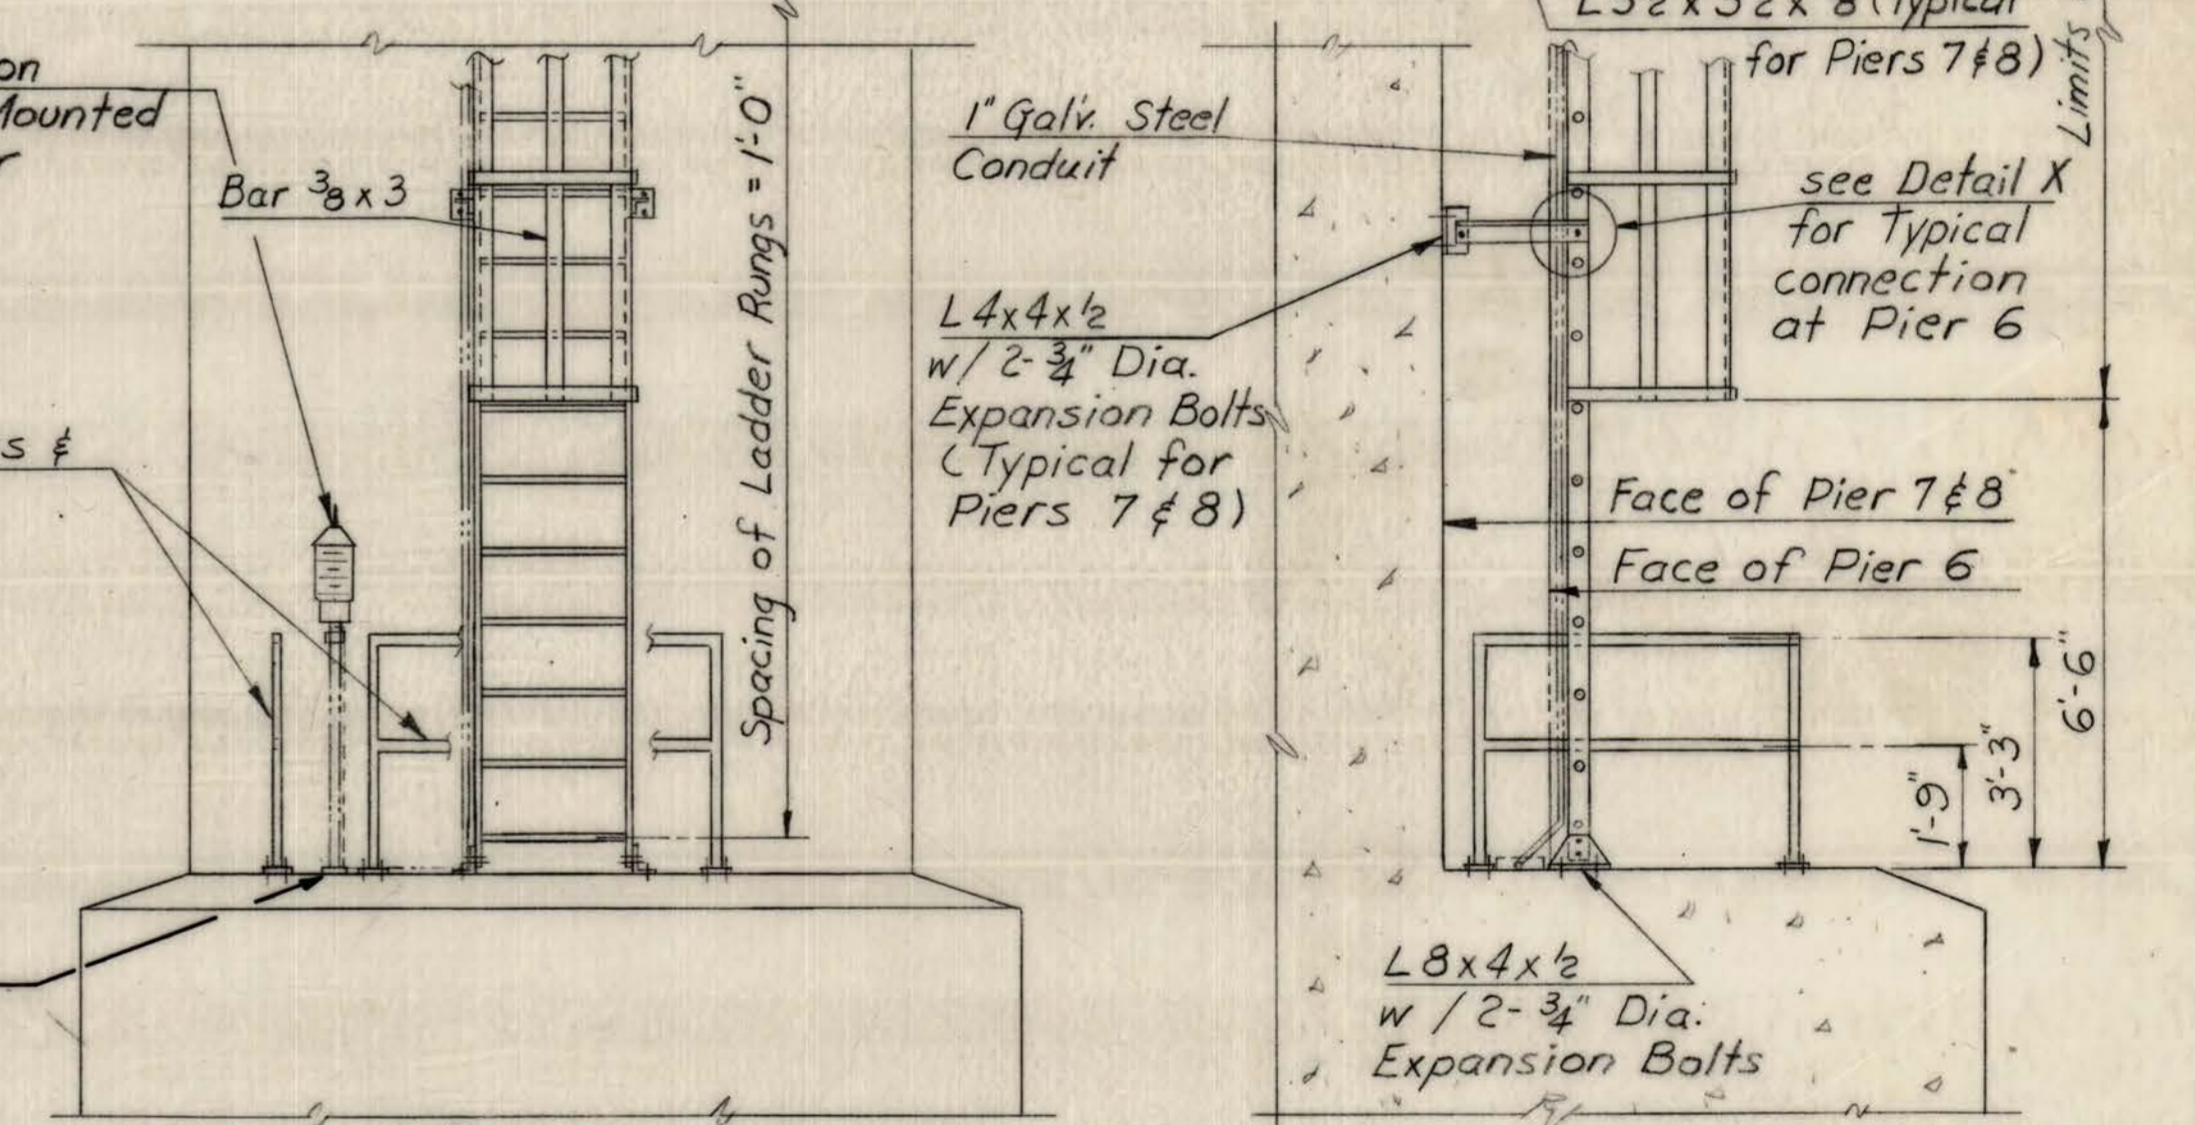 on
Mounted
Bar 3/8 x 3
s &
Spacing of Ladder Rungs = 1'-0"
1" Galv. Steel
Conduit
L 4x4x1/2
w/ 2-3/4" Dia.
Expansion Bolts
(Typical for
Piers 7 & 8)
(Typical
for Piers 7 & 8)
Limits
see Detail X
for Typical
connection
at Pier 6
Face of Pier 7 & 8
Face of Pier 6
1'-9"
3'-3"
6'-6"
L 8x4x1/2
w / 2-3/4" Dia.
Expansion Bolts